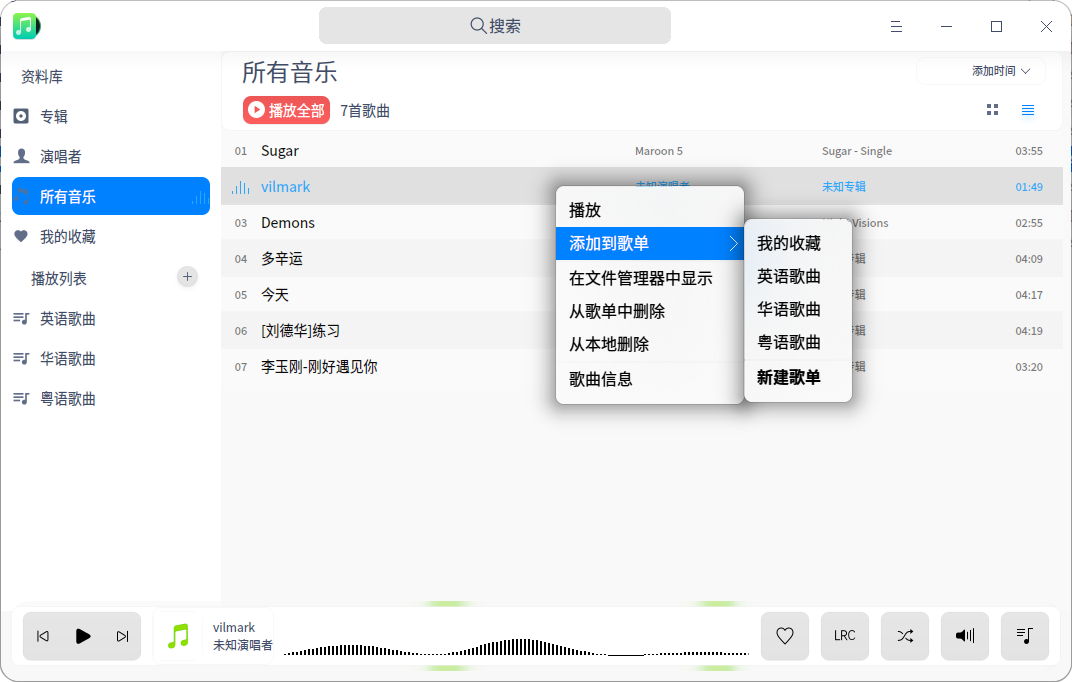 搜索
资料库
专辑
演唱者
所有音乐
我的收藏
播放列表
英语歌曲
华语歌曲
粤语歌曲
所有音乐
添加时间
播放全部 7首歌曲
01 Sugar Maroon 5 Sugar - Single 03:55
vilmark 未知演唱者 未知专辑 01:49
03 Demons Visions 02:55
04 多辛运 辑 04:09
05 今天 辑 04:17
06 [刘德华]练习 辑 04:19
07 李玉刚-刚好遇见你 辑 03:20
播放
添加到歌单
在文件管理器中显示
从歌单中删除
从本地删除
歌曲信息
我的收藏
英语歌曲
华语歌曲
粤语歌曲
新建歌单
vilmark
未知演唱者
LRC